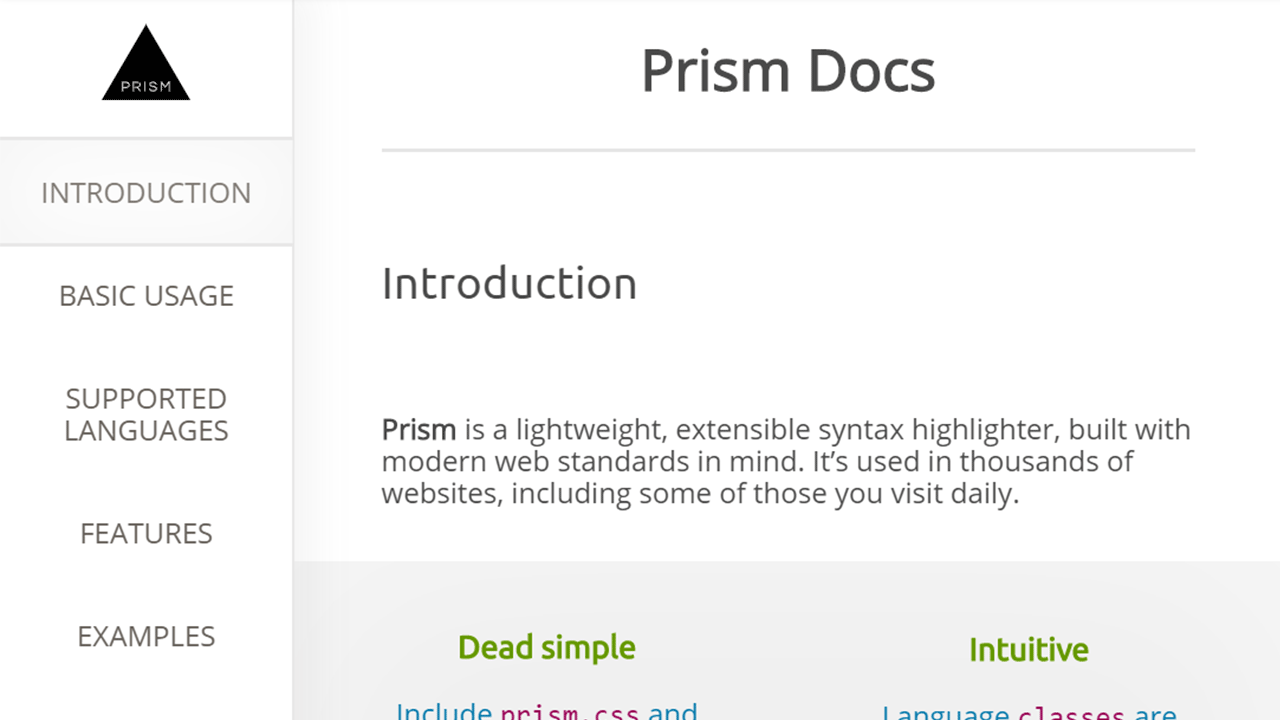 PRISM
INTRODUCTION
BASIC USAGE
SUPPORTED
LANGUAGES
FEATURES
EXAMPLES
Prism Docs
Introduction
Prism is a lightweight, extensible syntax highlighter, built with
modern web standards in mind. It’s used in thousands of
websites, including some of those you visit daily.
Dead simple
Include prism.css and
Intuitive
Language classes are